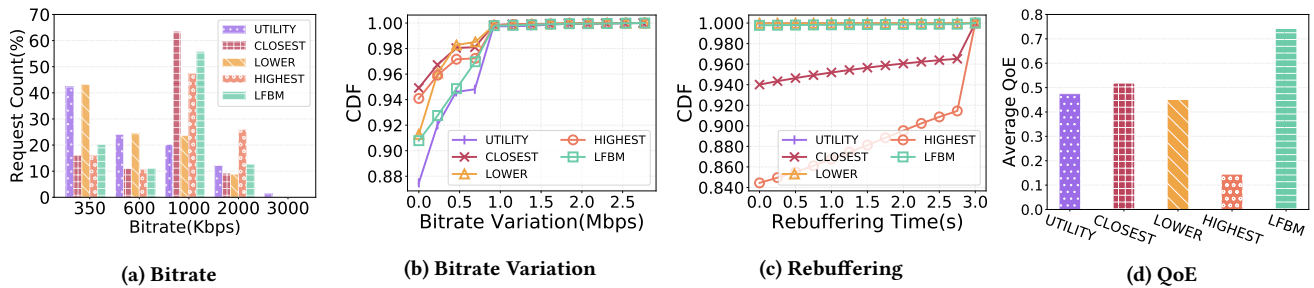 70
60
50
40
30
20
10
0
Request Count(%)
UTILITY
CLOSEST
LOWER
HIGHEST
LFBM
350 600 1000 2000 3000
Bitrate(Kbps)
(a) Bitrate
1.00
0.98
0.96
0.94
0.92
0.90
0.88
CDF
UTILITY
CLOSEST
LOWER
HIGHEST
LFBM
0.0 0.5 1.0 1.5 2.0 2.5
Bitrate Variation(Mbps)
(b) Bitrate Variation
1.000
0.980
0.960
0.940
0.920
0.900
0.880
0.860
0.840
CDF
UTILITY
CLOSEST
LOWER
HIGHEST
LFBM
0.0 0.5 1.0 1.5 2.0 2.5 3.0
Rebuffering Time(s)
(c) Rebuffering
0.8
0.7
0.6
0.5
0.4
0.3
0.2
0.1
0.0
Average QoE
UTILITY CLOSEST LOWER HIGHEST LFBM
(d) QoE